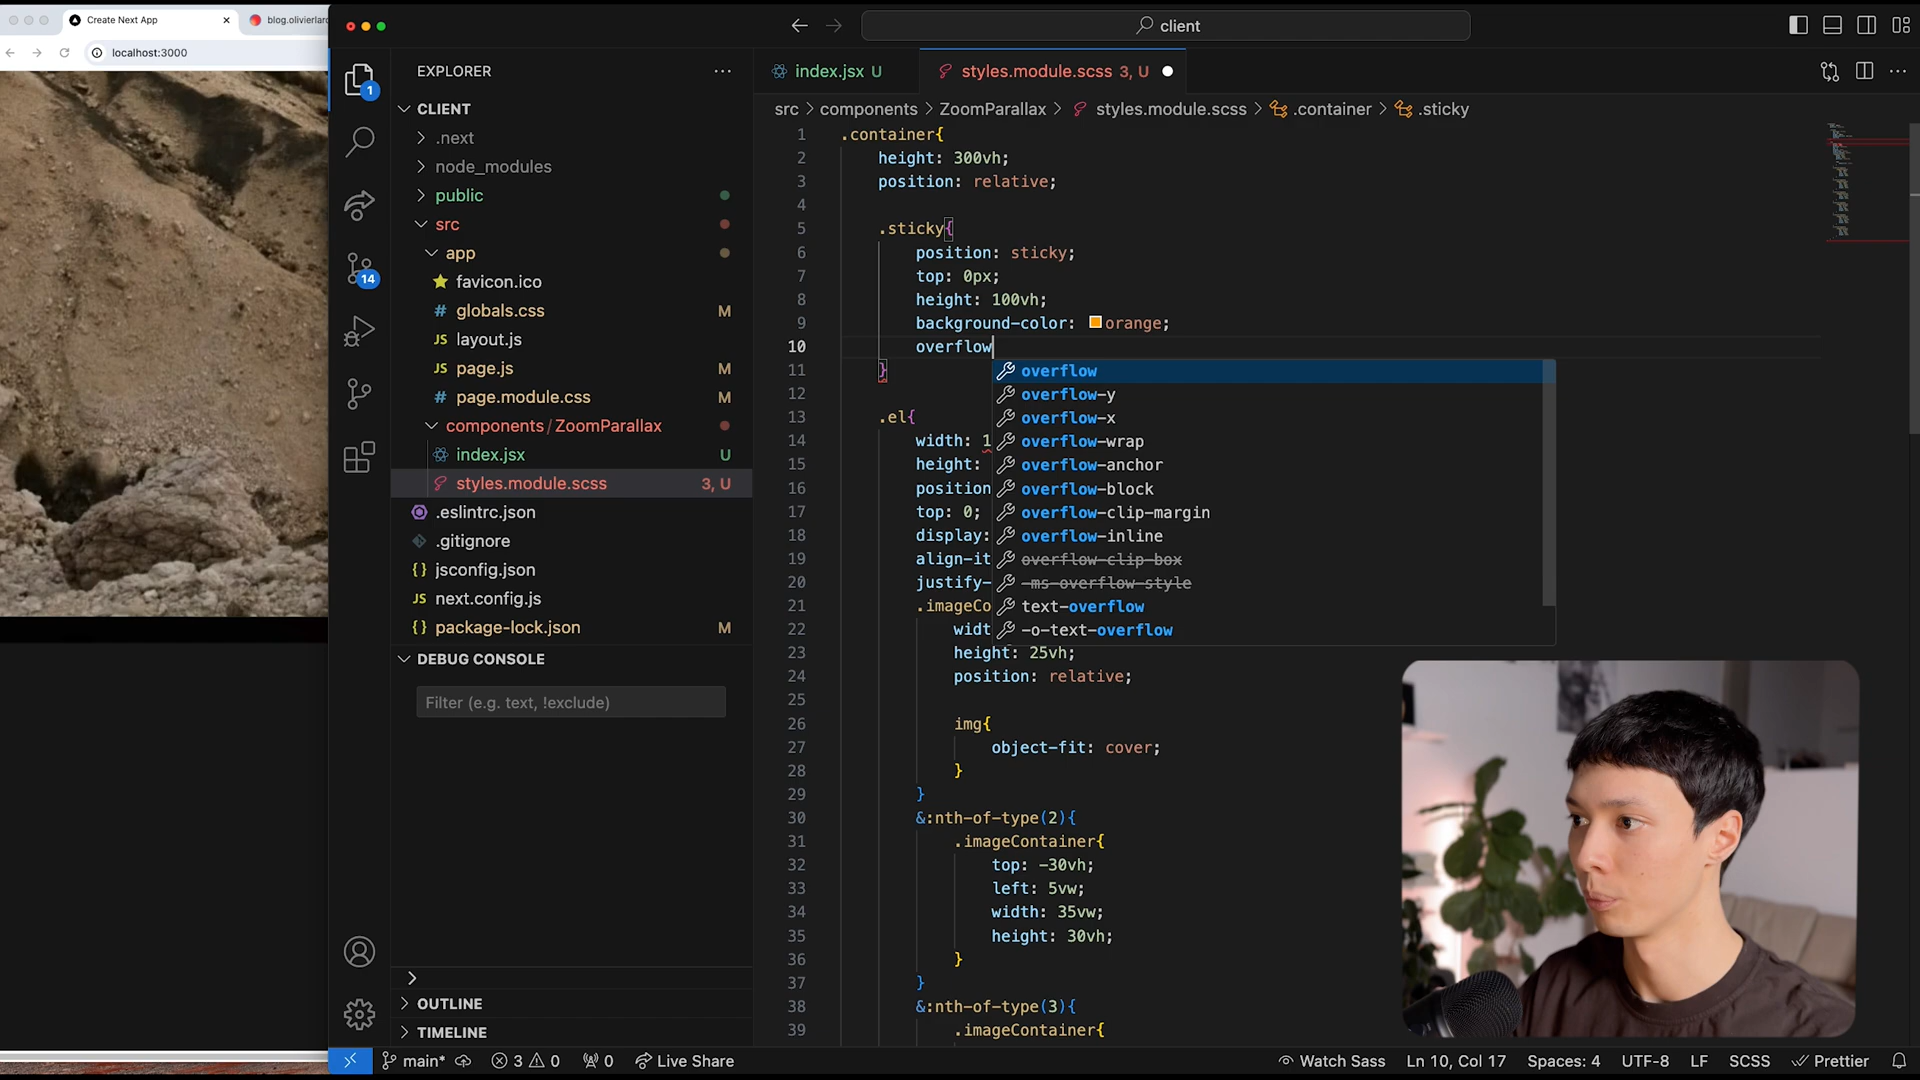 Create Next App
blog.olivierlar
localhost:3000
client
EXPLORER
CLIENT
.next
node_modules
public
src
app
favicon.ico
globals.css M
layout.js
page.js M
page.module.css M
components / ZoomParallax
index.jsx U
styles.module.scss 3, U
.eslintrc.json
.gitignore
jsconfig.json
next.config.js
package-lock.json M
DEBUG CONSOLE
Filter (e.g. text, !exclude)
OUTLINE
TIMELINE
1
14
index.jsx U
styles.module.scss 3, U
src > components > ZoomParallax > styles.module.scss > .container > .sticky
1 .container{
2 height: 300vh;
3 position: relative;
4
5 .sticky{
6 position: sticky;
7 top: 0px;
8 height: 100vh;
9 background-color: orange;
10 overflow
11 }
12
13 .el{
14 width: 1
15 height:
16 position
17 top: 0;
18 display:
19 align-it
20 justify-
21 .imageCo
22 widt
23 height: 25vh;
24 position: relative;
25
26 img{
27 object-fit: cover;
28 }
29 }
30 &:nth-of-type(2){
31 .imageContainer{
32 top: -30vh;
33 left: 5vw;
34 width: 35vw;
35 height: 30vh;
36 }
37 }
38 &:nth-of-type(3){
39 .imageContainer{
overflow
overflow-y
overflow-x
overflow-wrap
overflow-anchor
overflow-block
overflow-clip-margin
overflow-inline
overflow-clip-box
-ms-overflow-style
text-overflow
-o-text-overflow
main* 3 0 0 Live Share Watch Sass Ln 10, Col 17 Spaces: 4 UTF-8 LF SCSS Prettier